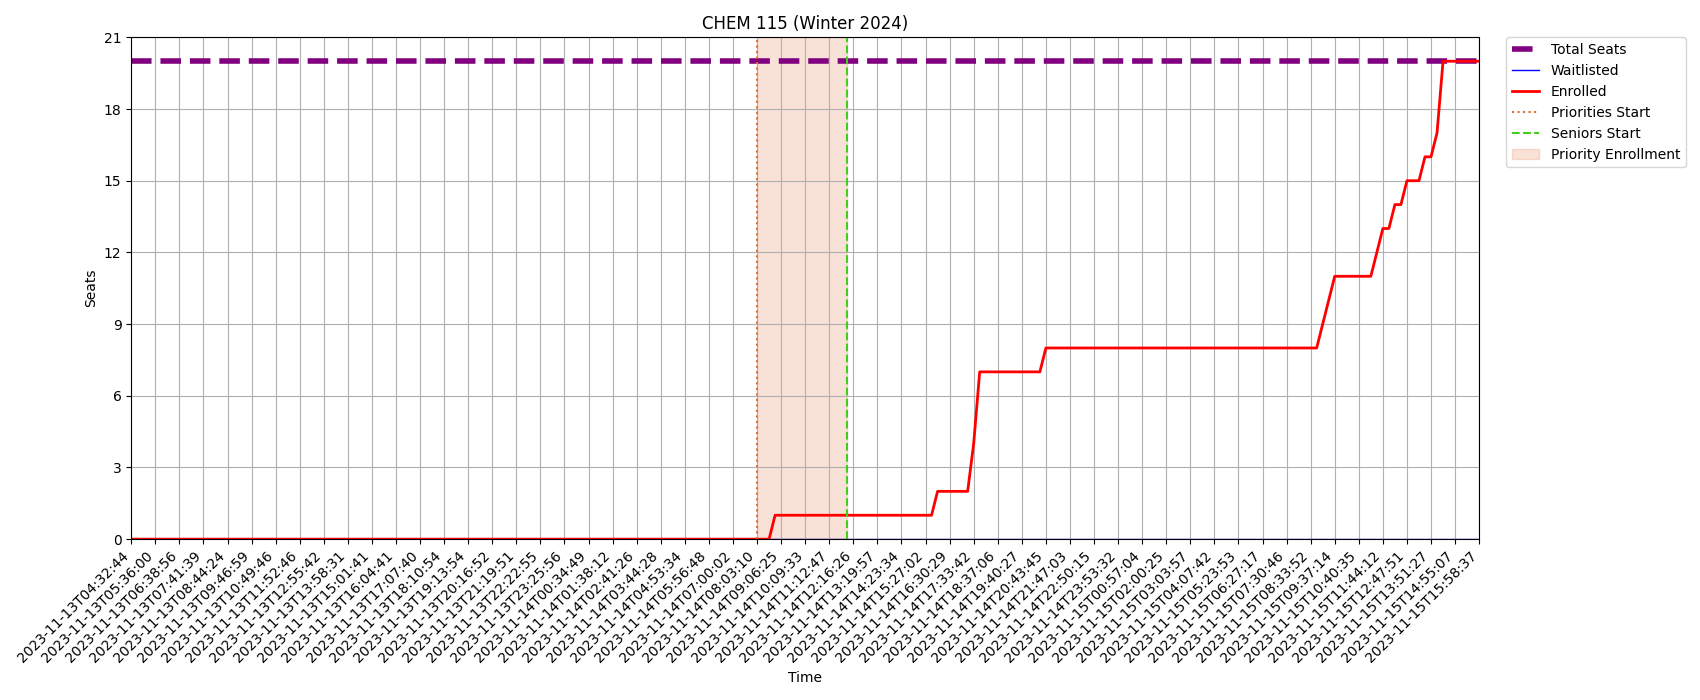 CHEM 115 (Winter 2024)
21
18
15
12
9
6
3
0
Seats
Total Seats
Waitlisted
Enrolled
Priorities Start
Seniors Start
Priority Enrollment
2023-11-13T04:32:44
2023-11-13T05:36:00
2023-11-13T06:38:56
2023-11-13T07:41:39
2023-11-13T08:44:24
2023-11-13T09:46:59
2023-11-13T10:49:46
2023-11-13T11:52:46
2023-11-13T12:55:42
2023-11-13T13:58:31
2023-11-13T15:01:41
2023-11-13T16:04:41
2023-11-13T17:07:40
2023-11-13T18:10:54
2023-11-13T19:13:54
2023-11-13T20:16:52
2023-11-13T21:19:51
2023-11-13T22:22:55
2023-11-13T23:25:56
2023-11-14T00:34:49
2023-11-14T01:38:12
2023-11-14T02:41:26
2023-11-14T03:44:28
2023-11-14T04:53:34
2023-11-14T05:56:48
2023-11-14T07:00:02
2023-11-14T08:03:10
2023-11-14T09:06:25
2023-11-14T10:09:33
2023-11-14T11:12:47
2023-11-14T12:16:26
2023-11-14T13:19:57
2023-11-14T14:23:34
2023-11-14T15:27:02
2023-11-14T16:30:29
2023-11-14T17:33:42
2023-11-14T18:37:06
2023-11-14T19:40:27
2023-11-14T20:43:45
2023-11-14T21:47:03
2023-11-14T22:50:15
2023-11-14T23:53:32
2023-11-15T00:57:04
2023-11-15T02:00:25
2023-11-15T03:03:57
2023-11-15T04:07:42
2023-11-15T05:23:53
2023-11-15T06:27:17
2023-11-15T07:30:46
2023-11-15T08:33:52
2023-11-15T09:37:14
2023-11-15T10:40:35
2023-11-15T11:44:12
2023-11-15T12:47:51
2023-11-15T13:51:27
2023-11-15T14:55:07
2023-11-15T15:58:37
Time